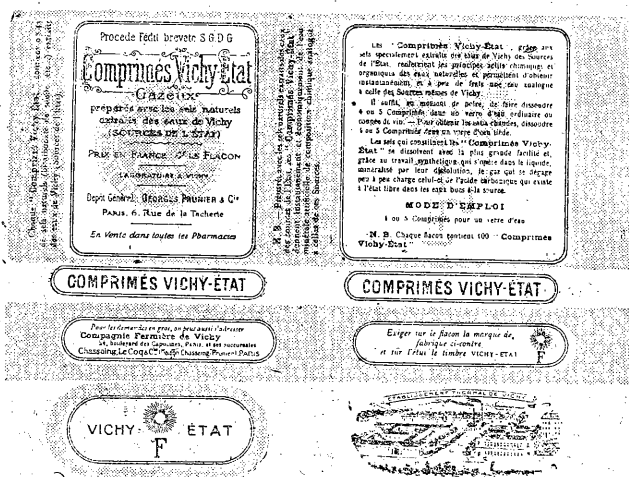 Procédé Fédit breveté S.G.D.G
Comprimés Vichy-État
Gazeux
préparés avec les sels naturels
extraits des eaux de Vichy
(SOURCES DE L'ÉTAT)
PRIX EN FRANCE LE FLACON
LABORATOIRE A VICHY
Dépôt Général: GEORGES PRUNIER & Cie
PARIS, 6, Rue de la Tacherie
En Vente dans toutes les Pharmacies
LES "Comprimés Vichy-État", grâce aux
sels spécialement extraits des eaux de Vichy des Sources
de l'État, renferment les principes actifs chimiques et
organiques des eaux naturelles et permettent d'obtenir
instantanément et à peu de frais une eau analogue
à celle des Sources mêmes de Vichy.
Il suffit, au moment de boire, de faire dissoudre
4 ou 5 Comprimés dans un verre d'eau ordinaire ou
coupée de vin. — Pour obtenir les eaux chaudes, dissoudre
4 ou 5 Comprimés dans un verre d'eau tiède.
Les sels qui constituent les "Comprimés Vichy-
État" se dissolvent avec la plus grande facilité et,
grâce au travail synthétique qui s'opère dans le liquide,
minéralisé par leur dissolution, le gaz qui se dégage
peu à peu chargé celui-ci de l'acide carbonique qui existe
à l'état libre dans les eaux bues à la source.
MODE D'EMPLOI
4 ou 5 Comprimés pour un verre d'eau
N. B. Chaque flacon contient 100 "Comprimés
Vichy-État"
COMPRIMÉS VICHY-ÉTAT
COMPRIMÉS VICHY-ÉTAT
Pour les demandes en gros, on peut aussi s'adresser
Compagnie Fermière de Vichy
24, boulevard des Capucines, PARIS, et ses succursales
Chassaing, Le Coq & Cie PARIS
Exiger sur le flacon la marque de
fabrique ci-contre
et sur l'étui le timbre VICHY-ÉTAT
F
VICHY ÉTAT
F
ÉTABLISSEMENT THERMAL DE VICHY